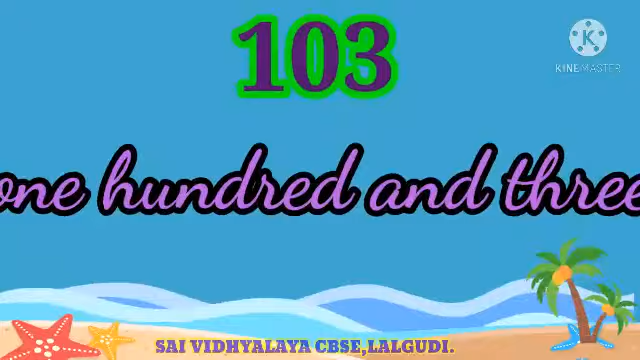 103
KINEMASTER
one hundred and three
SAI VIDHYALAYA CBSE,LALGUDI.